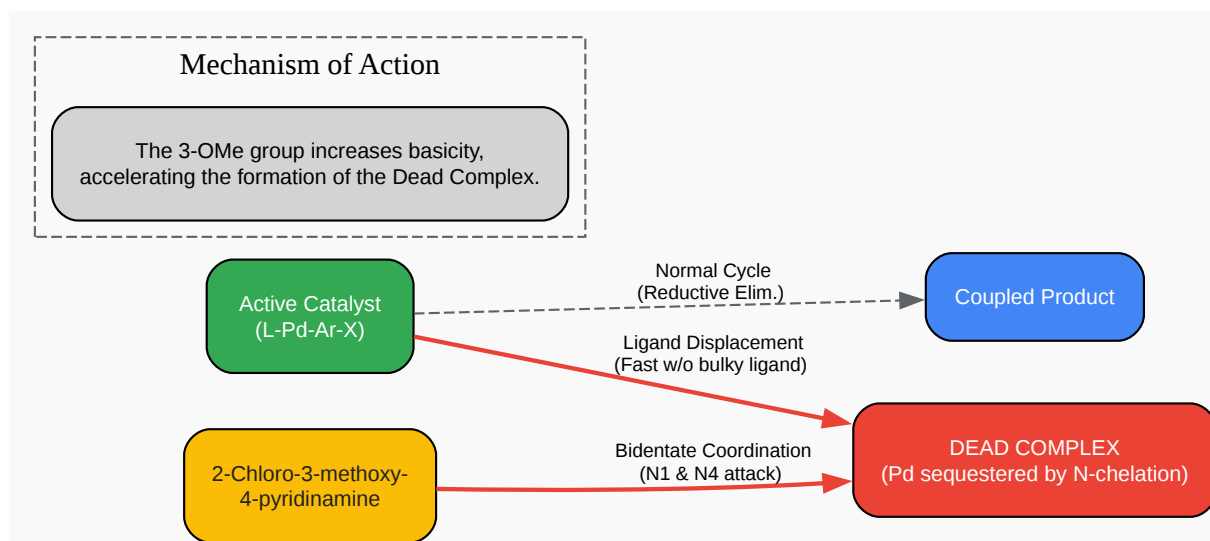 Mechanism of Action
The 3-OMe group increases basicity,
accelerating the formation of the Dead Complex.
Active Catalyst
(L-Pd-Ar-X)
Normal Cycle
(Reductive Elim.)
Coupled Product
Ligand Displacement
(Fast w/o bulky ligand)
2-Chloro-3-methoxy-
4-pyridinamine
Bidentate Coordination
(N1 & N4 attack)
DEAD COMPLEX
(Pd sequestered by N-chelation)